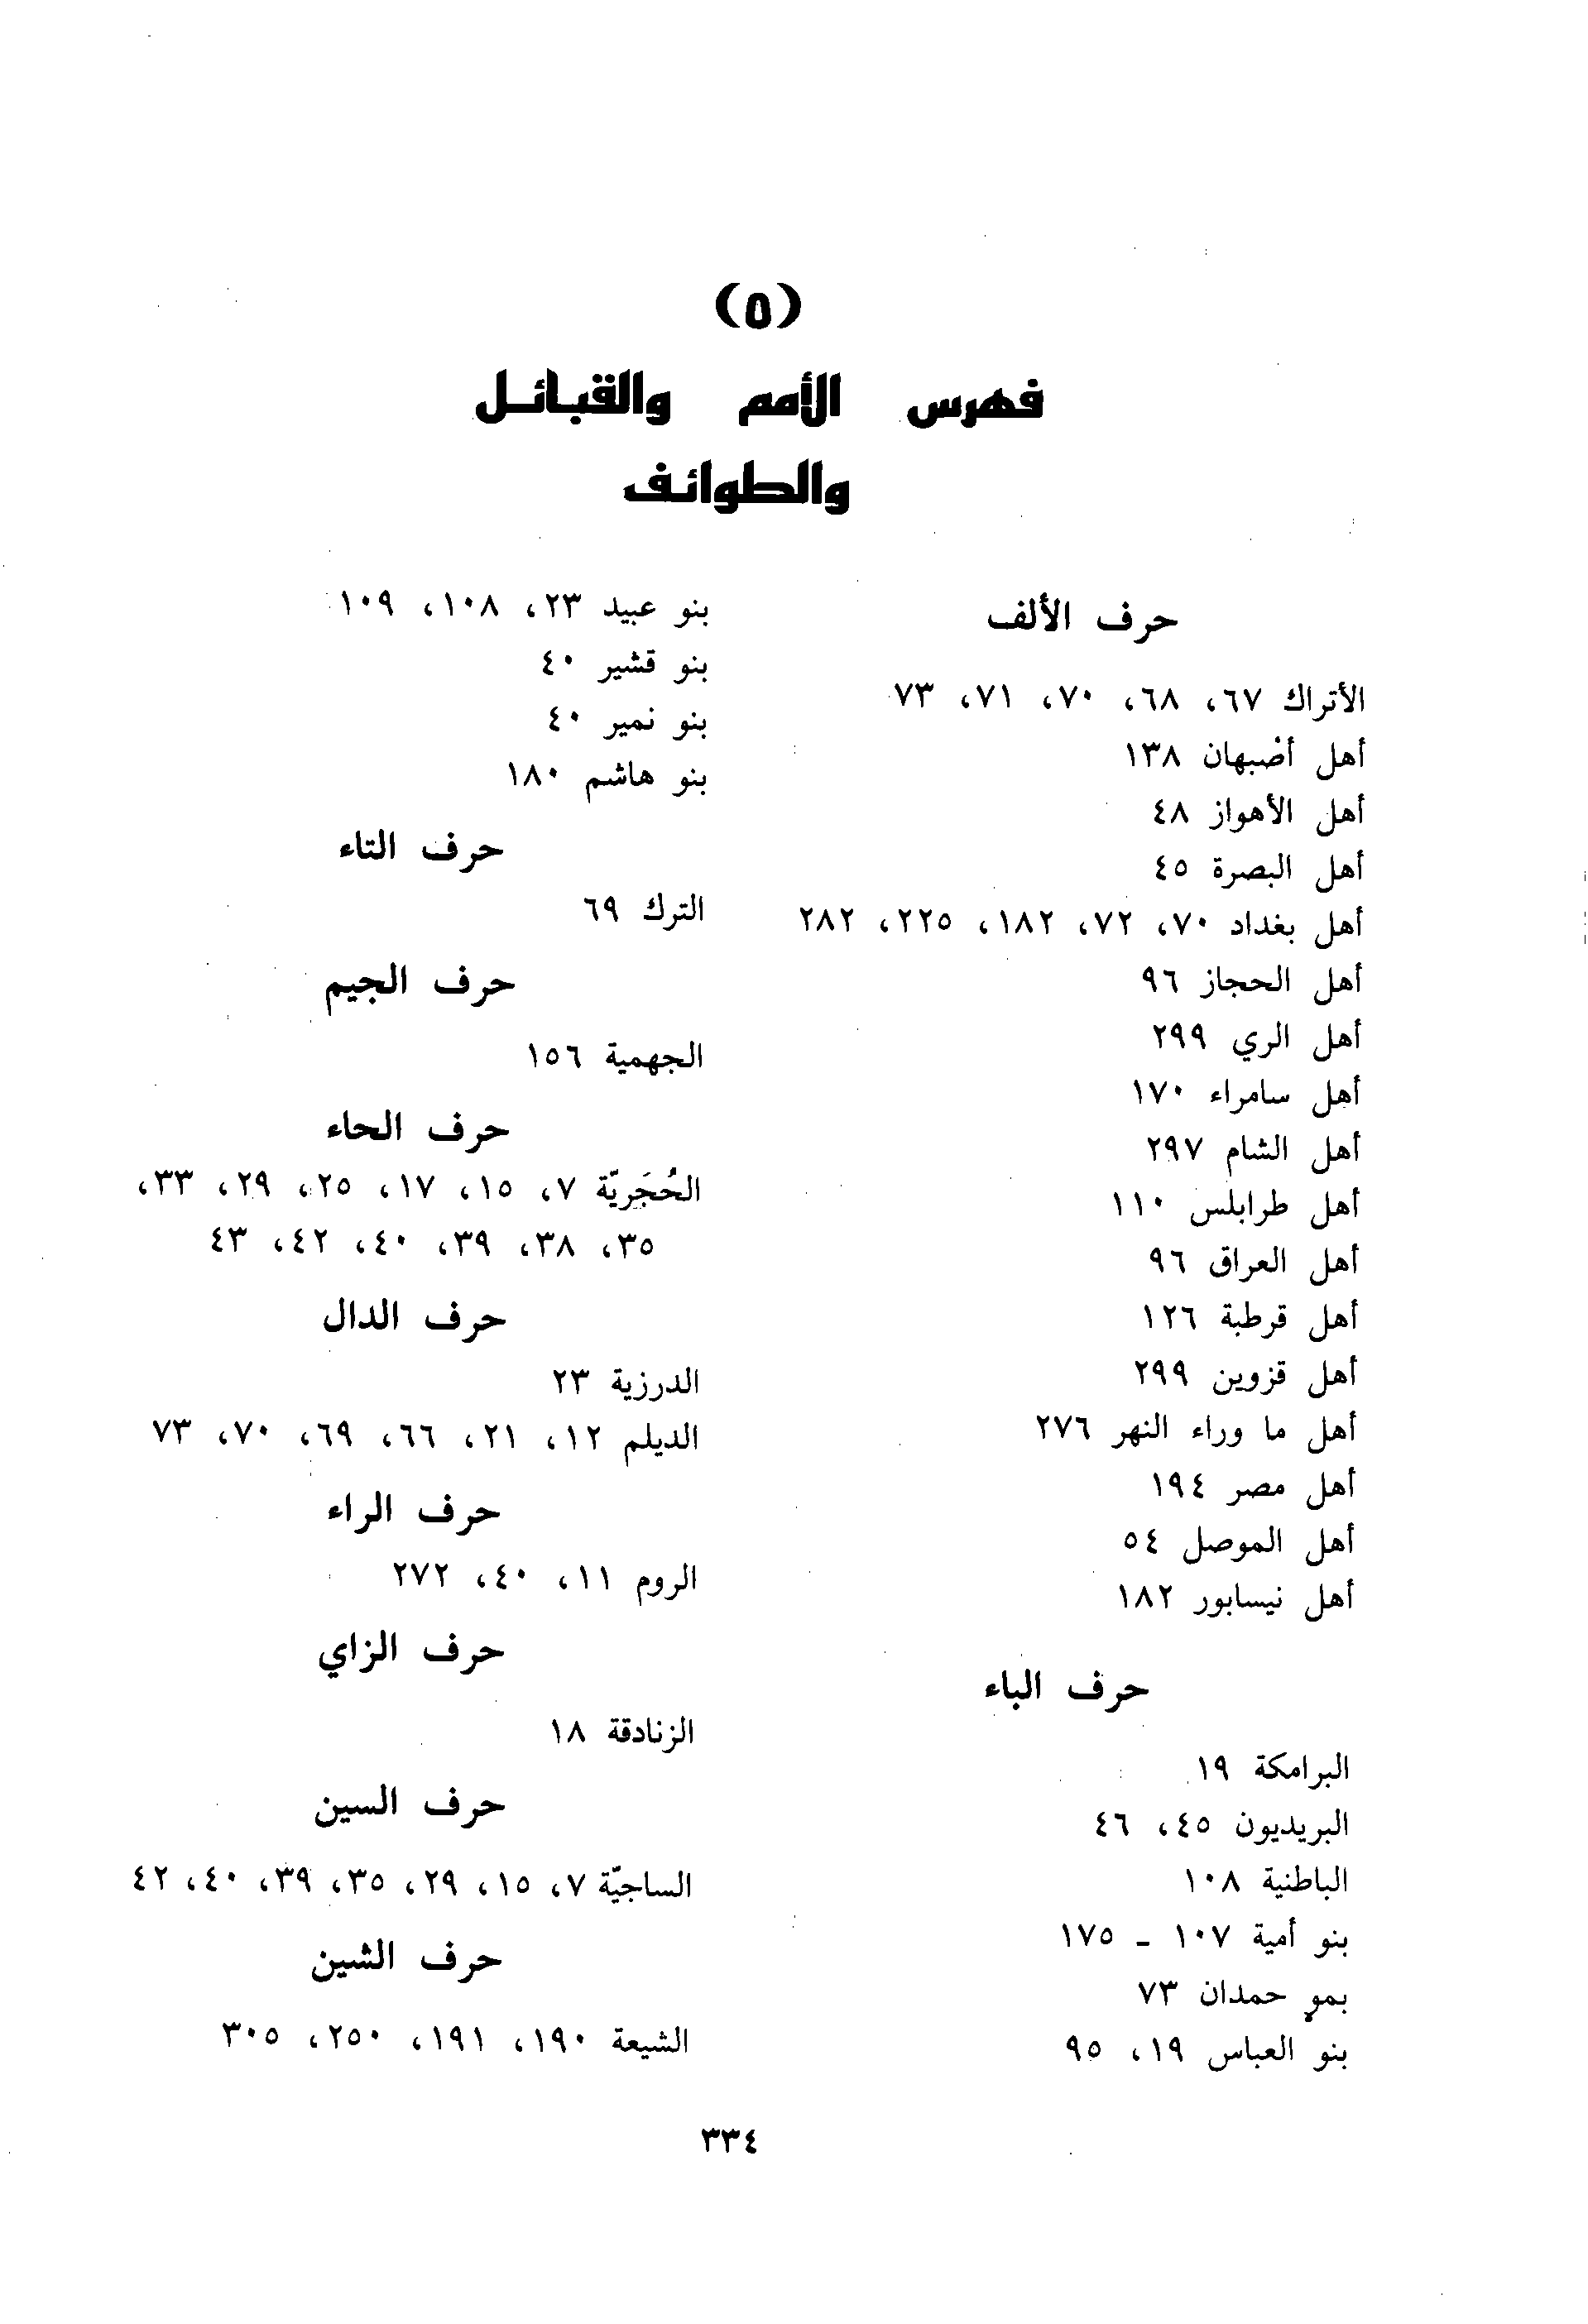 (٥)
فهرس الأمم والقبائل
والطوائف
حرف الألف
الأتراك ٦٧، ٦٨، ٧٠، ٧١، ٧٣
أهل أصبهان ١٣٨
أهل الأهواز ٤٨
أهل البصرة ٤٥
أهل بغداد ٧٠، ٧٢، ١٨٢، ٢٢٥، ٢٨٢
أهل الحجاز ٩٦
أهل الري ٢٩٩
أهل سامراء ١٧٠
أهل الشام ٢٩٧
أهل طرابلس ١١٠
أهل العراق ٩٦
أهل قرطبة ١٢٦
أهل قزوين ٢٩٩
أهل ما وراء النهر ٢٧٦
أهل مصر ١٩٤
أهل الموصل ٥٤
أهل نيسابور ١٨٢
حرف الباء
البرامكة ١٩
البريديون ٤٥، ٤٦
الباطنية ١٠٨
بنو أمية ١٠٧ - ١٧٥
بمو حمدان ٧٣
بنو العباس ١٩، ٩٥
بنو عبيد ٢٣، ١٠٨، ١٠٩
بنو قشير ٤٠
بنو نمير ٤٠
بنو هاشم ١٨٠
حرف التاء
الترك ٦٩
حرف الجيم
الجهمية ١٥٦
حرف الحاء
الحُجَريّة ٧، ١٥، ١٧، ٢٥، ٢٩، ٣٣،
٣٥، ٣٨، ٣٩، ٤٠، ٤٢، ٤٣
حرف الدال
الدرزية ٢٣
الديلم ١٢، ٢١، ٦٦، ٦٩، ٧٠، ٧٣
حرف الراء
الروم ١١، ٤٠، ٢٧٢
حرف الزاي
الزنادقة ١٨
حرف السين
الساجيّة ٧، ١٥، ٢٩، ٣٥، ٣٩، ٤٠، ٤٢
حرف الشين
الشيعة ١٩٠، ١٩١، ٢٥٠، ٣٠٥
٣٣٤